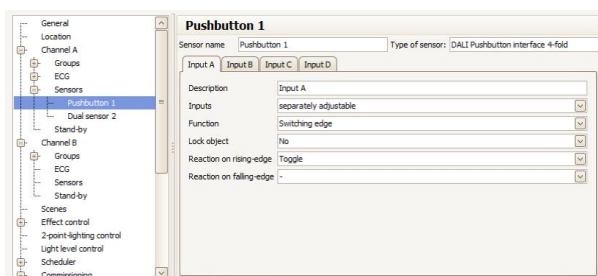 General
Location
Channel A
Groups
ECG
Sensors
Pushbutton 1
Dual sensor 2
Stand-by
Channel B
Groups
ECG
Sensors
Stand-by
Scenes
Effect control
2-point-lighting control
Light level control
Scheduler
Commissioning
Pushbutton 1
Sensor name Pushbutton 1 Type of sensor: DALI Pushbutton interface 4-fold
Input A Input B Input C Input D
Description Input A
Inputs separately adjustable
Function Switching edge
Lock object No
Reaction on rising-edge Toggle
Reaction on falling-edge -